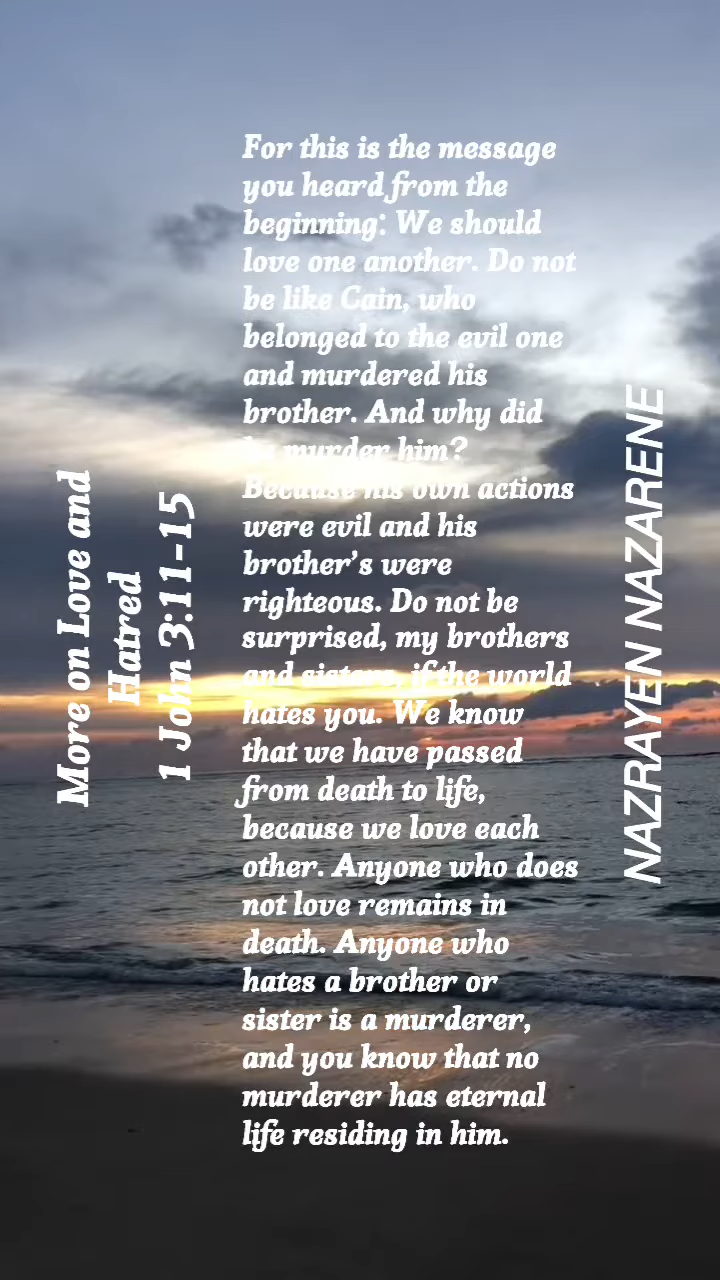 More on Love and
Hatred
1 John 3:11-15
For this is the message
you heard from the
beginning: We should
love one another. Do not
be like Cain, who
belonged to the evil one
and murdered his
brother. And why did
he murder him?
Because his own actions
were evil and his
brother's were
righteous. Do not be
surprised, my brothers
and sisters, if the world
hates you. We know
that we have passed
from death to life,
because we love each
other. Anyone who does
not love remains in
death. Anyone who
hates a brother or
sister is a murderer,
and you know that no
murderer has eternal
life residing in him.
NAZRAYEN NAZARENE